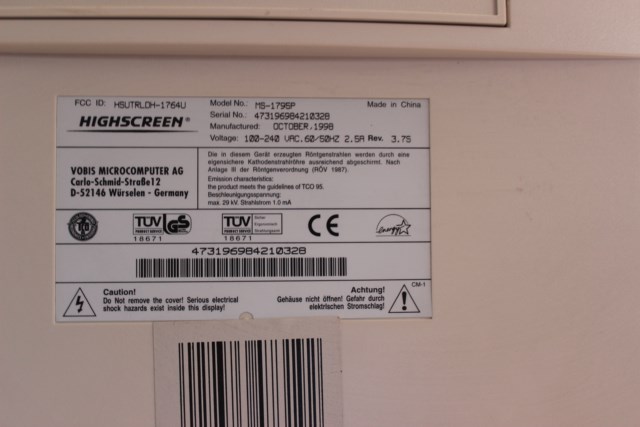 FCC ID: HSUTRLDH-1764U
HIGHSCREEN®
Model No.: MS-1795P Made in China
Serial No.: 473196984210328
Manufactured: OCTOBER,1998
Voltage: 100-240 VAC.60/50HZ 2.5A Rev. 3.75
VOBIS MICROCOMPUTER AG
Carlo-Schmid-Straße12
D-52146 Würselen - Germany
Die in diesem Gerät erzeugten Röntgenstrahlen werden durch eine
eigensichere Kathodenstrahlröhre ausreichend abgeschirmt. Nach
Anlage III der Röntgenverordnung (RÖV 1987).
Emission characteristics:
the product meets the guidelines of TCO 95.
Beschleunigungsspannung:
max. 29 kV. Strahlstrom 1.0 mA
TÜV GS
18671
TÜV
18671
CE
energy
473196984210328
CM-1
Caution!
Do Not remove the cover! Serious electrical
shock hazards exist inside this display!
Achtung!
Gehäuse nicht öffnen! Gefahr durch
elektrischen Stromschlag!